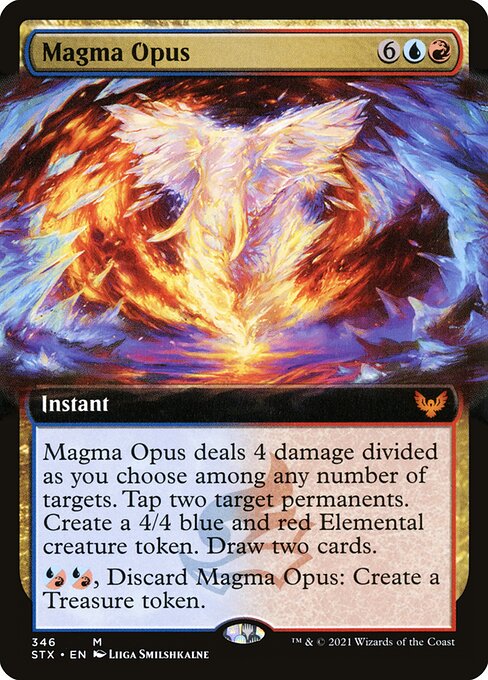 Magma Opus 6
Instant
Magma Opus deals 4 damage divided
as you choose among any number of
targets. Tap two target permanents.
Create a 4/4 blue and red Elemental
creature token. Draw two cards.
, Discard Magma Opus: Create a
Treasure token.
346 M
STX • EN Liiga Smilshkalne
™ & © 2021 Wizards of the Coast